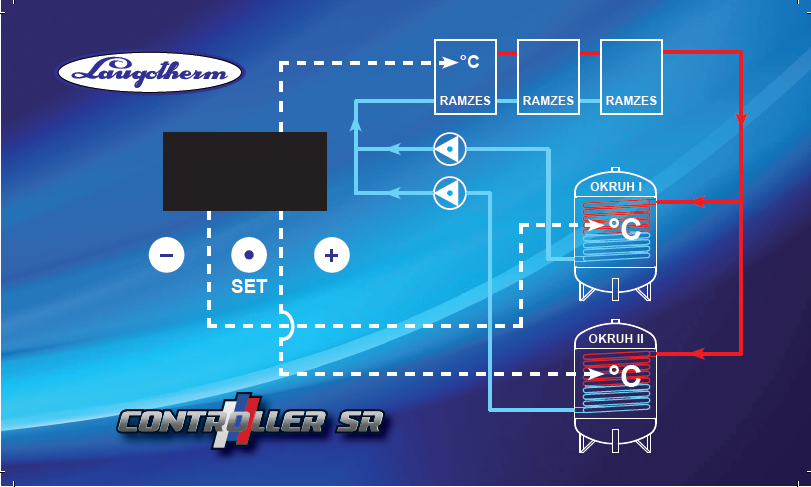 Laugotherm
°C
RAMZES
RAMZES
RAMZES
OKRUH I
°C
−
+
SET
OKRUH II
°C
CONTROLLER SR